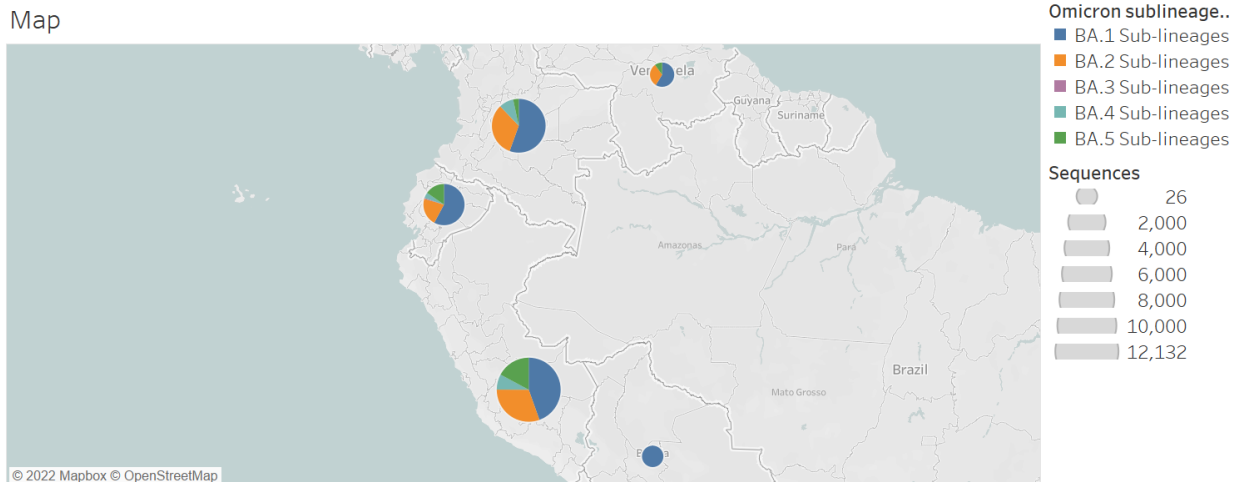 Map
Omicron sublineage..
BA.1 Sub-lineages
BA.2 Sub-lineages
BA.3 Sub-lineages
BA.4 Sub-lineages
BA.5 Sub-lineages
Sequences
26
2,000
4,000
6,000
8,000
10,000
12,132
Guyana
Suriname
Amazonas
Pará
Brazil
Mato Grosso
© 2022 Mapbox © OpenStreetMap